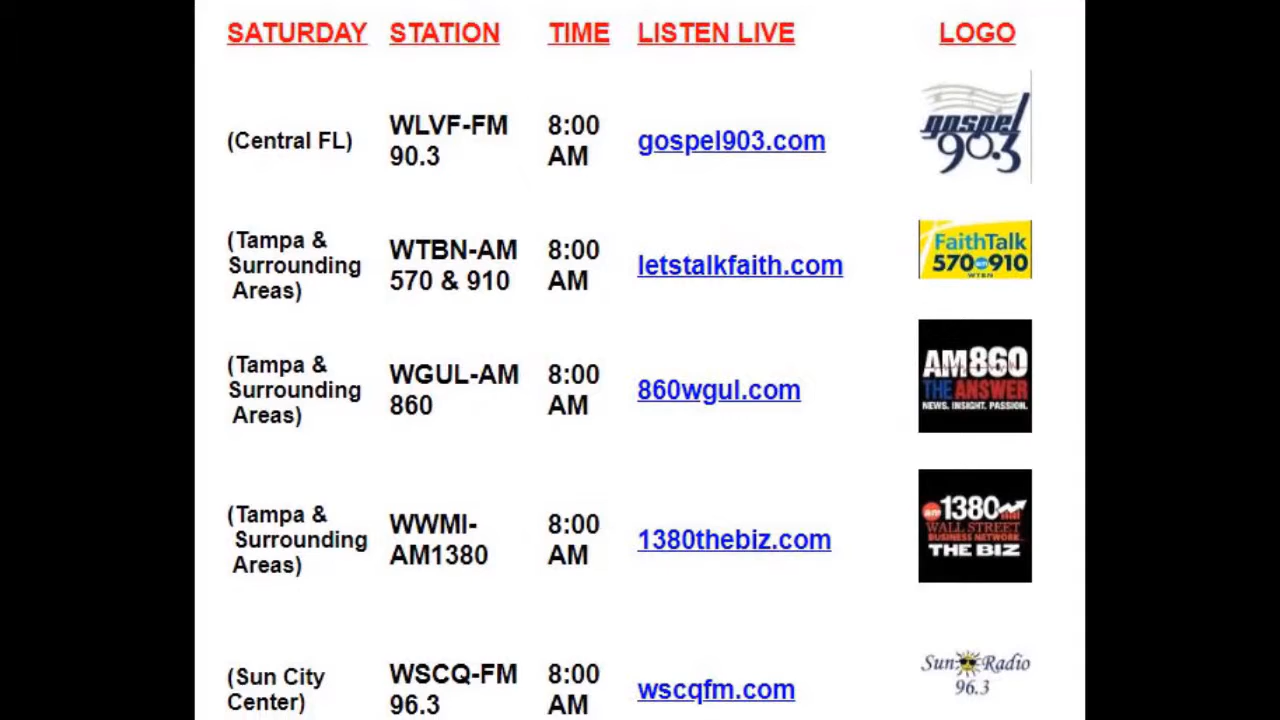 SATURDAY STATION TIME LISTEN LIVE LOGO
(Central FL)
WLVF-FM
90.3
8:00
AM
gospel903.com
gospel
90.3
(Tampa &
Surrounding
Areas)
WTBN-AM
570 & 910
8:00
AM
letstalkfaith.com
FaithTalk
570 AM 910
WTBN
(Tampa &
Surrounding
Areas)
WGUL-AM
860
8:00
AM
860wgul.com
AM860
THE ANSWER
NEWS. INSIGHT. PASSION.
(Tampa &
Surrounding
Areas)
WWMI-
AM1380
8:00
AM
1380thebiz.com
am 1380
WALL STREET
BUSINESS NETWORK
THE BIZ
(Sun City
Center)
WSCQ-FM
96.3
8:00
AM
wscqfm.com
Sun Radio
96.3